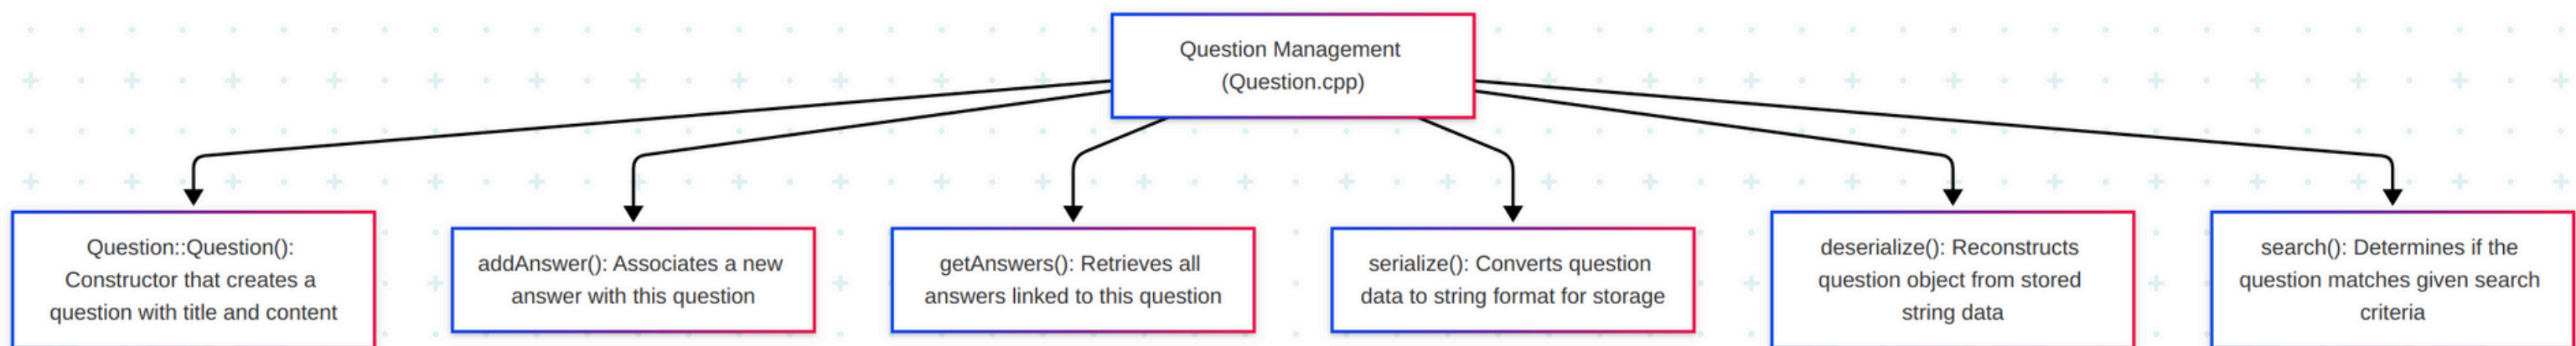 Question Management
(Question.cpp)
Question::Question():
Constructor that creates a
question with title and content
addAnswer(): Associates a new
answer with this question
getAnswers(): Retrieves all
answers linked to this question
serialize(): Converts question
data to string format for storage
deserialize(): Reconstructs
question object from stored
string data
search(): Determines if the
question matches given search
criteria